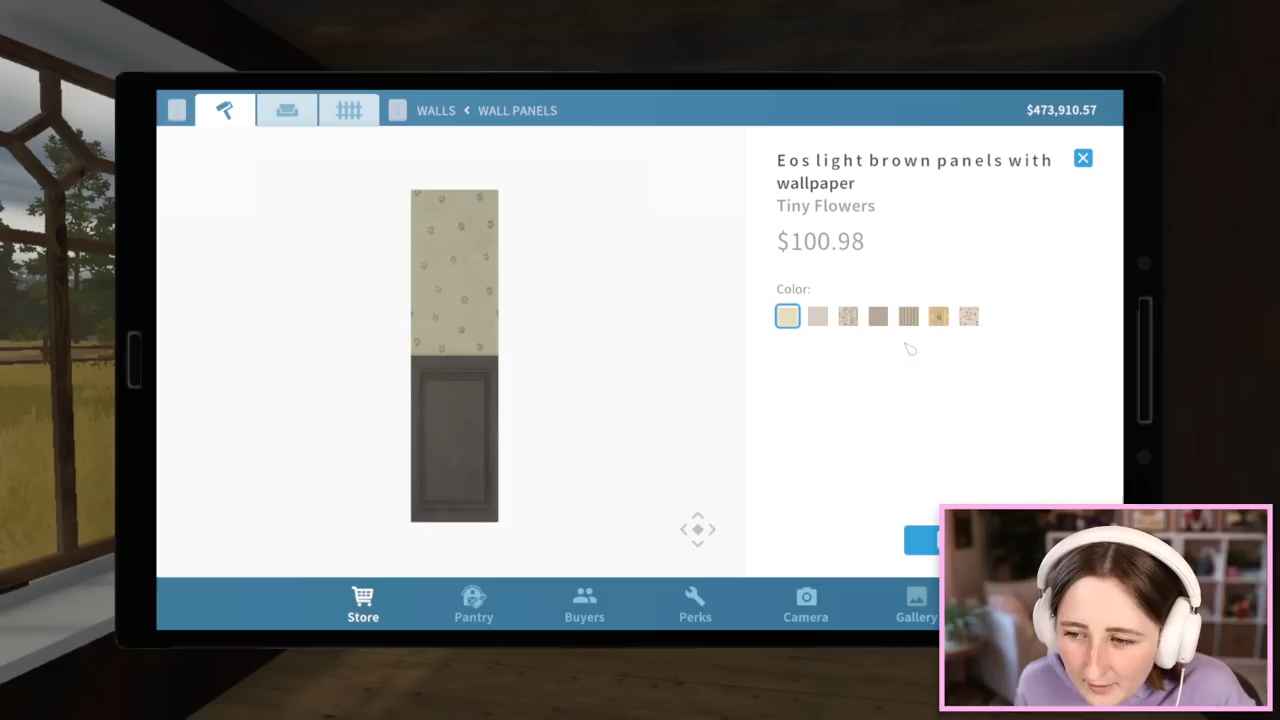 WALLS < WALL PANELS
$473,910.57
Eos light brown panels with
wallpaper
Tiny Flowers
$100.98
Color:
Store
Pantry
Buyers
Perks
Camera
Gallery